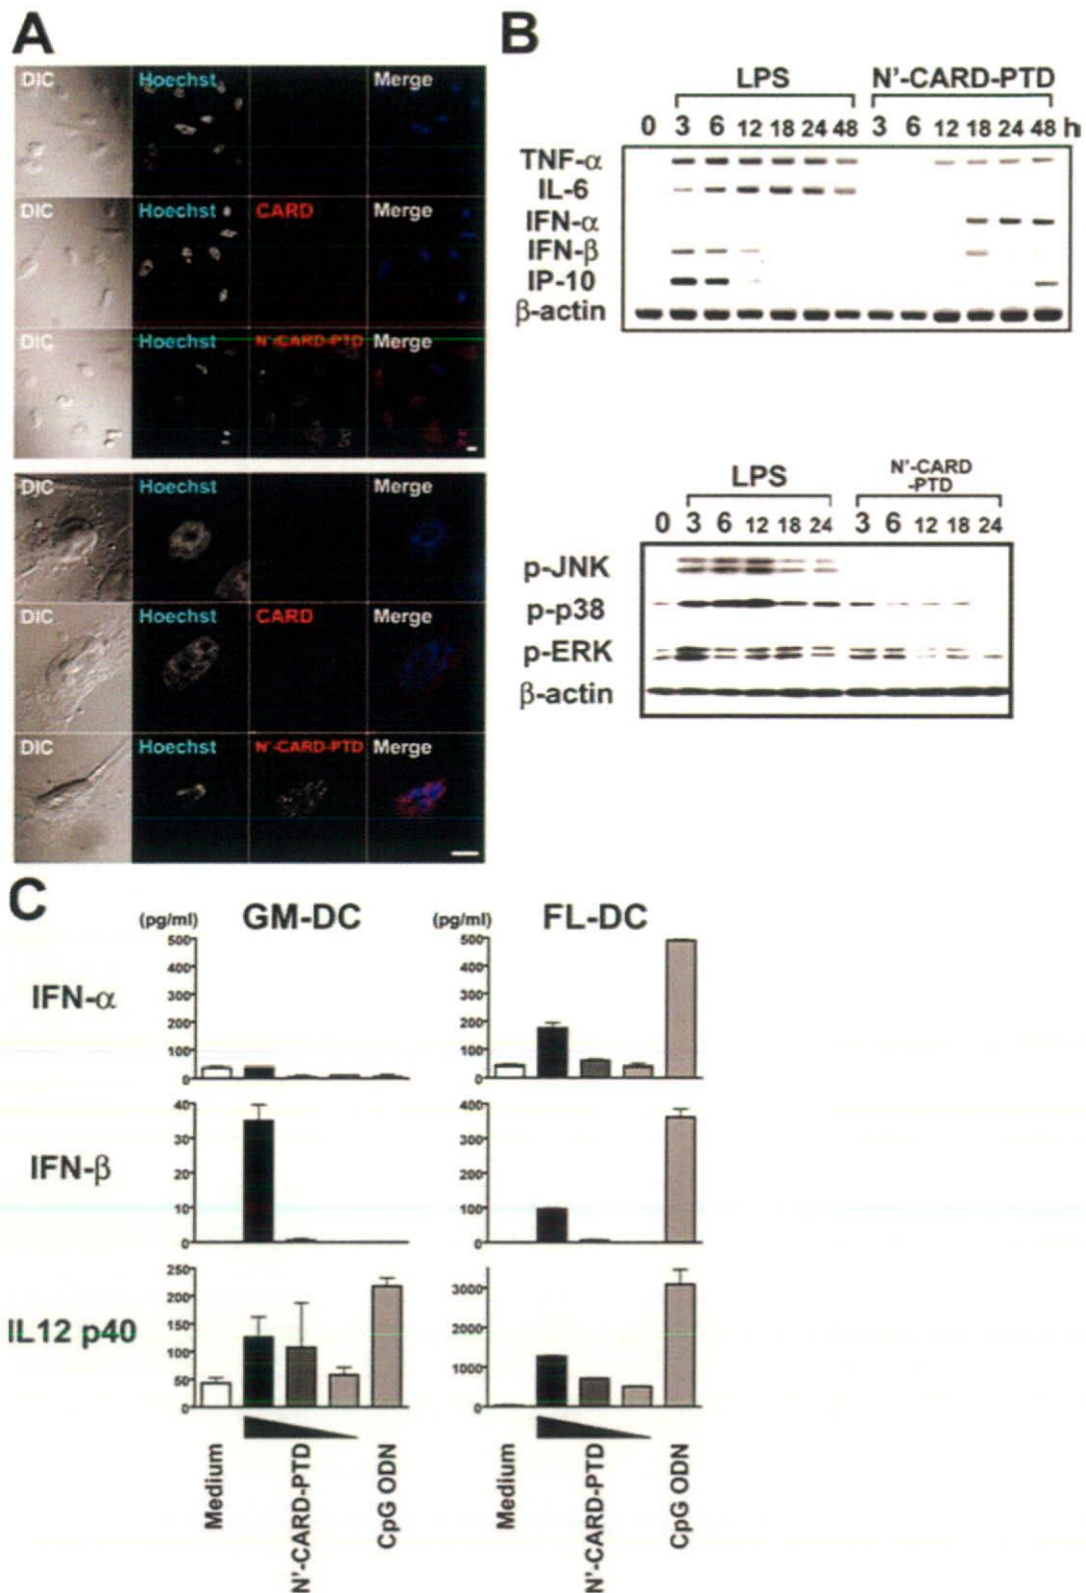 A
DIC Hoechst Merge
DIC Hoechst CARD Merge
DIC Hoechst N'-CARD-PTD Merge
DIC Hoechst Merge
DIC Hoechst CARD Merge
DIC Hoechst N'-CARD-PTD Merge
B
LPS N'-CARD-PTD
0 3 6 12 18 24 48 3 6 12 18 24 48 h
TNF-α
IL-6
IFN-α
IFN-β
IP-10
β-actin
LPS N'-CARD
-PTD
0 3 6 12 18 24 3 6 12 18 24
p-JNK
p-p38
p-ERK
β-actin
C
(pg/ml) GM-DC (pg/ml) FL-DC
IFN-α
500
400
300
200
100
0
500
400
300
200
100
0
IFN-β
40
30
20
10
0
400
300
200
100
0
IL12 p40
250
200
150
100
50
0
3000
2000
1000
0
Medium
N'-CARD-PTD
CpG ODN
Medium
N'-CARD-PTD
CpG ODN